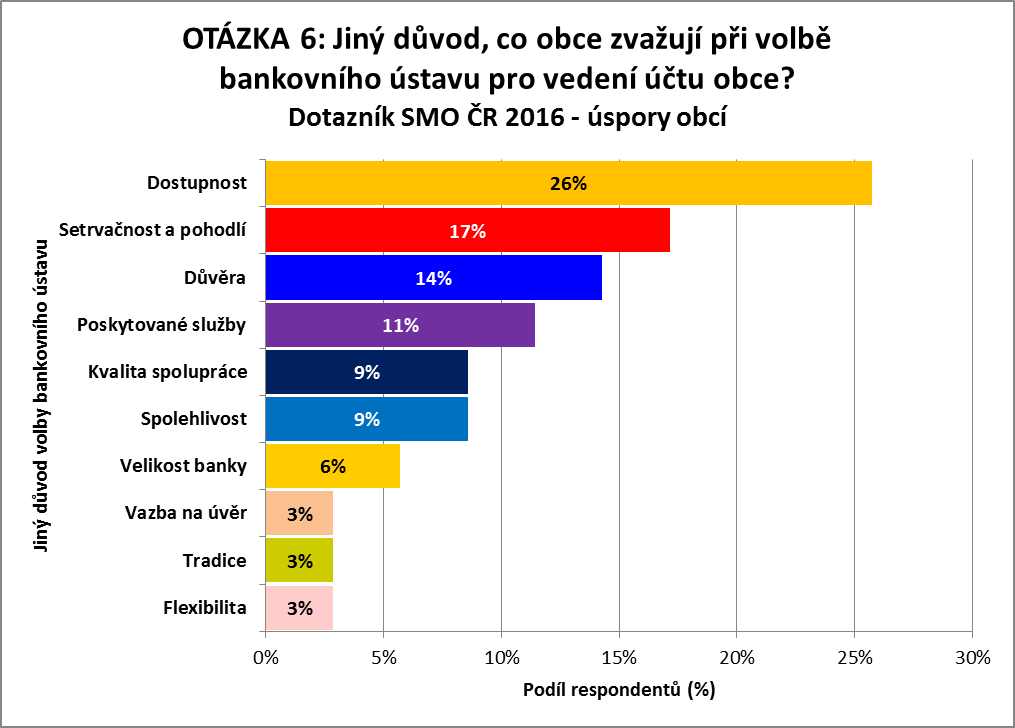 OTÁZKA 6: Jiný důvod, co obce zvažují při volbě
bankovního ústavu pro vedení účtu obce?
Dotazník SMO ČR 2016 - úspory obcí
Jiný důvod volby bankovního ústavu
Dostupnost 26%
Setrvačnost a pohodlí 17%
Důvěra 14%
Poskytované služby 11%
Kvalita spolupráce 9%
Spolehlivost 9%
Velikost banky 6%
Vazba na úvěr 3%
Tradice 3%
Flexibilita 3%
0% 5% 10% 15% 20% 25% 30%
Podíl respondentů (%)